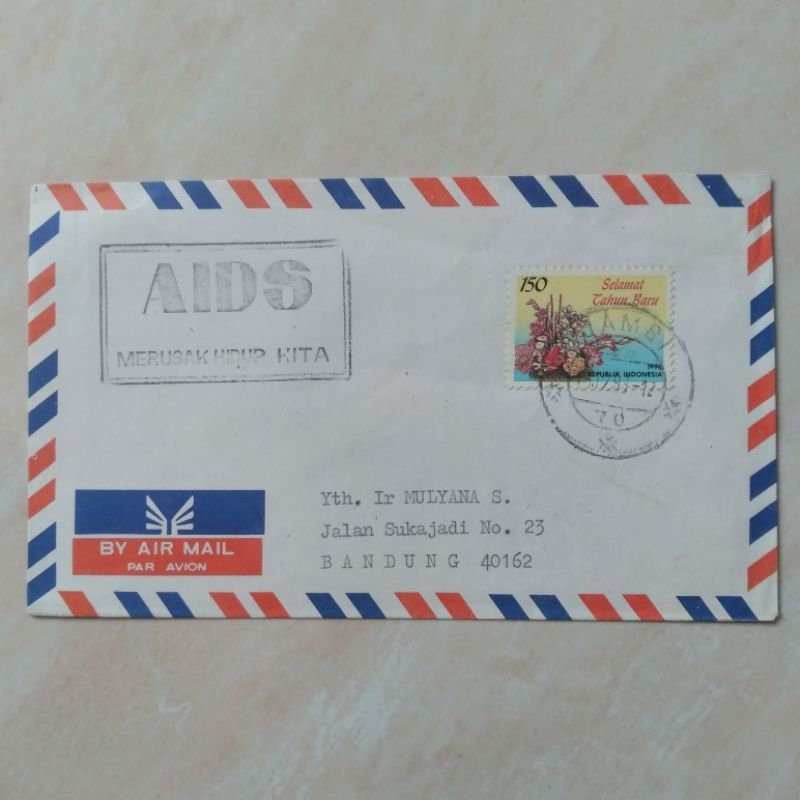 AIDS
MERUSAK HIDUP KITA
150
Selamat
Tahun Baru
1996
REPUBLIK INDONESIA
70
Yth. Ir MULYANA S.
Jalan Sukajadi No. 23
BANDUNG 40162
BY AIR MAIL
PAR AVION